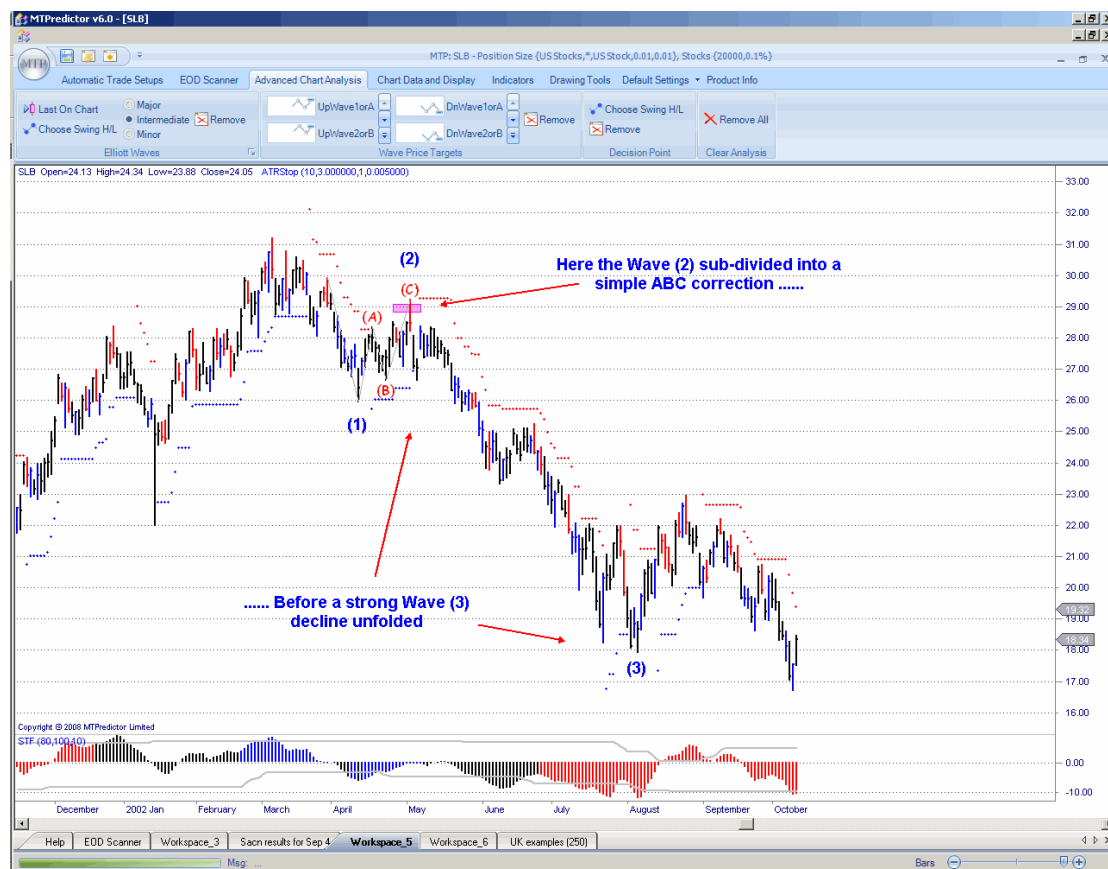 MTPredictor v6.0 - [SLB]
MTP
MTP: SLB - Position Size {US Stocks,*,US Stock,0.01,0.01}, Stocks {20000,0.1%}
Automatic Trade Setups EOD Scanner Advanced Chart Analysis Chart Data and Display Indicators Drawing Tools Default Settings Product Info
Last On Chart Major UpWave1orA DnWave1orA Choose Swing H/L Remove All
Choose Swing H/L Intermediate Remove Remove Remove
Minor UpWave2orB DnWave2orB
Elliott Waves Wave Price Targets Decision Point Clear Analysis
SLB Open=24.13 High=24.34 Low=23.88 Close=24.05 ATRStop (10,3.000000,1,0.005000)
33.00
32.00
31.00
(2)
Here the Wave (2) sub-divided into a
simple ABC correction ......
30.00
(C)
29.00
(A)
28.00
27.00
(B)
26.00
(1)
25.00
24.00
23.00
22.00
21.00
20.00
...... Before a strong Wave (3)
decline unfolded
19.32
19.00
18.34
(3)
18.00
17.00
16.00
Copyright © 2008 MTPredictor Limited
STF (80,100,10)
0.00
-10.00
December 2002 Jan February March April May June July August September October
Help EOD Scanner Workspace_3 Sacn results for Sep 4 Workspace_5 Workspace_6 UK examples (250)
Msg: ...
Bars